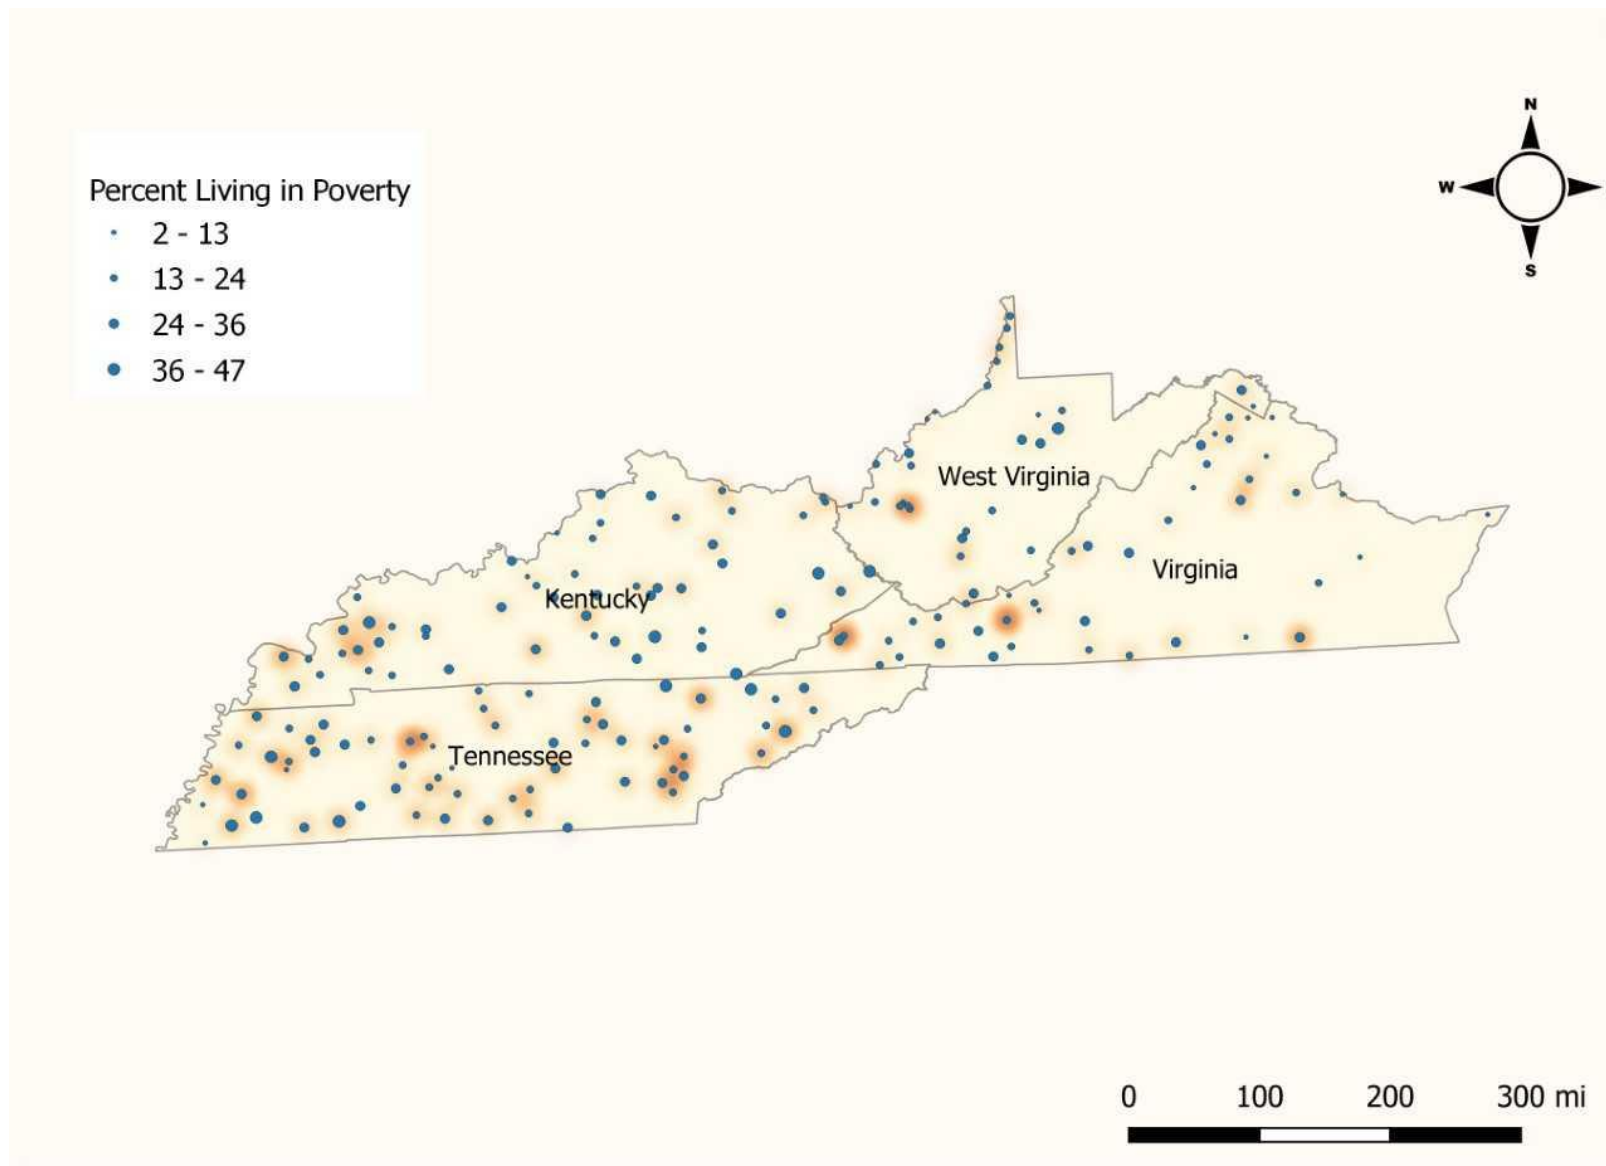 N
W
S
Percent Living in Poverty
2 - 13
13 - 24
24 - 36
36 - 47
West Virginia
Virginia
Kentucky
Tennessee
0 100 200 300 mi